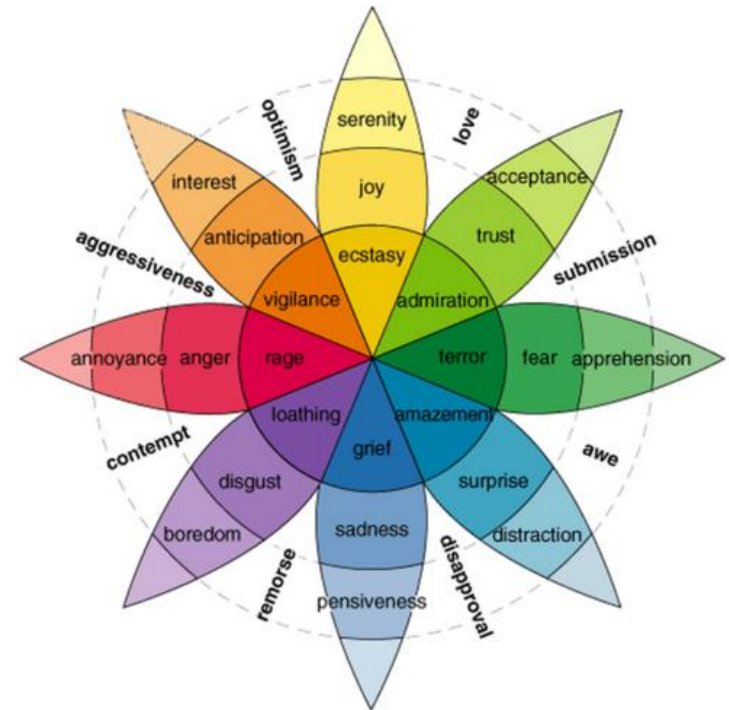 serenity
optimism
love
interest
joy
acceptance
anticipation
trust
aggressiveness
ecstasy
submission
vigilance
admiration
annoyance
anger
rage
terror
fear
apprehension
loathing
amazement
contempt
grief
awe
disgust
surprise
boredom
sadness
distraction
remorse
pensiveness
disapproval